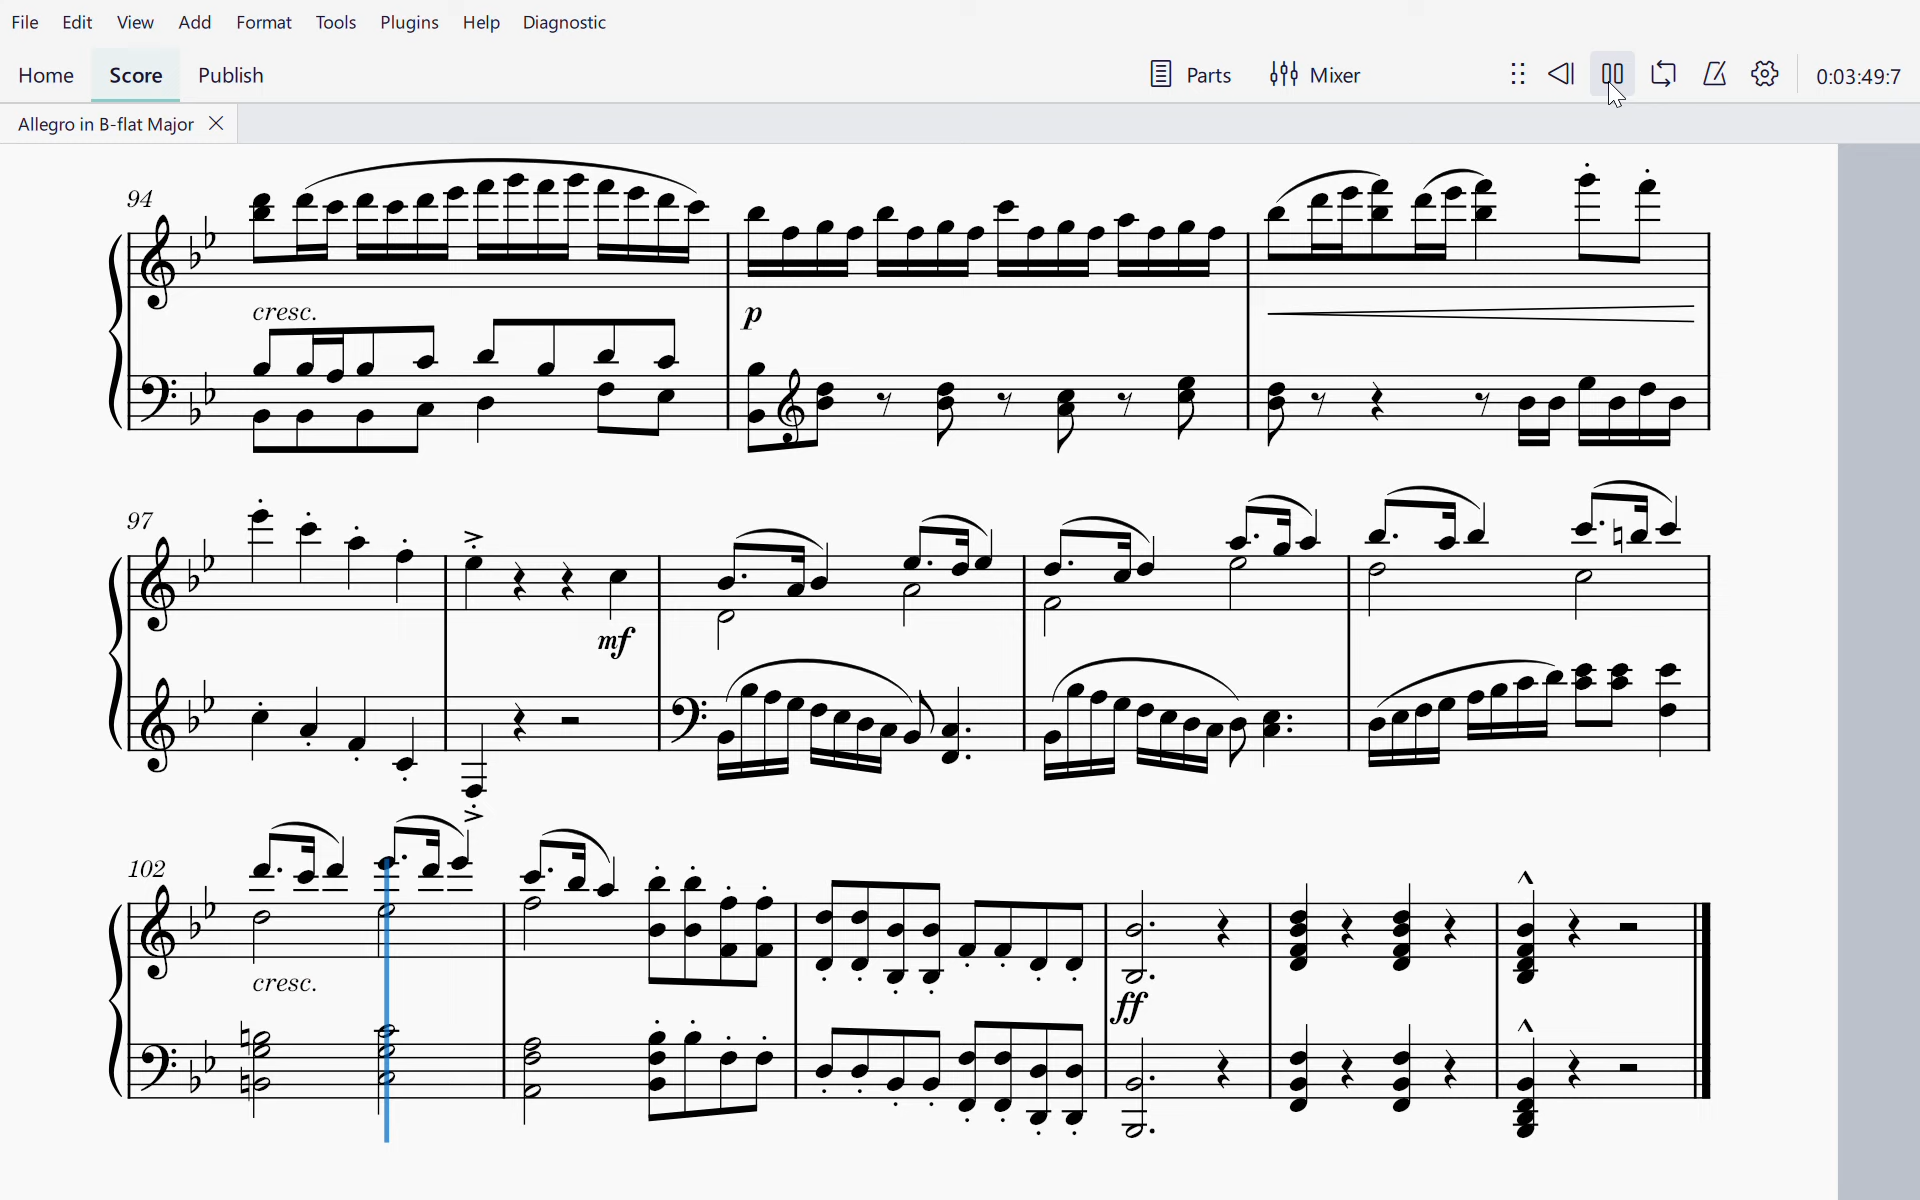 File Edit View Add Format Tools Plugins Help Diagnostic
Home Score Publish Parts Mixer 0:03:49:7
Allegro in B-flat Major
94
cresc.
p
97
mf
102
cresc.
ff